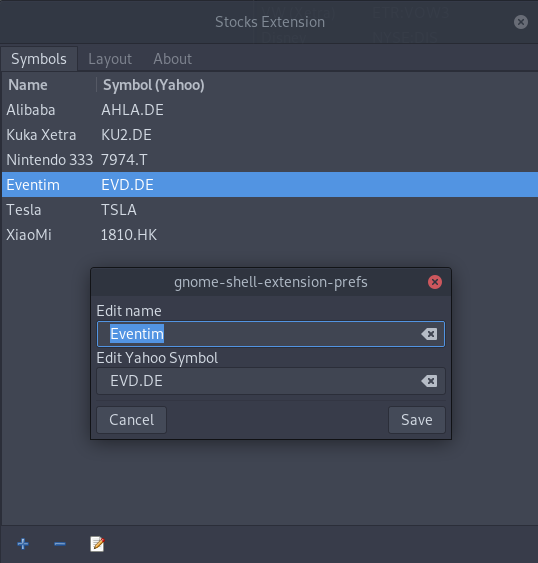 Stocks Extension
Symbols Layout About
Name Symbol (Yahoo)
Alibaba AHLA.DE
Kuka Xetra KU2.DE
Nintendo 333 7974.T
Eventim EVD.DE
Tesla TSLA
XiaoMi 1810.HK
gnome-shell-extension-prefs
Edit name
Eventim
Edit Yahoo Symbol
EVD.DE
Cancel Save